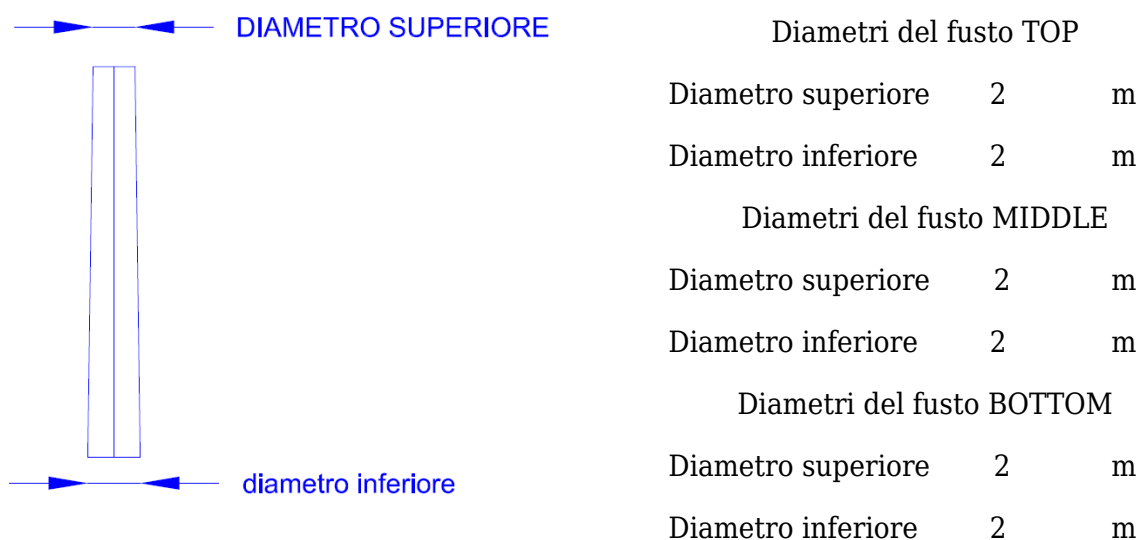 DIAMETRO SUPERIORE
diametro inferiore
Diametri del fusto TOP
Diametro superiore 2 m
Diametro inferiore 2 m
Diametri del fusto MIDDLE
Diametro superiore 2 m
Diametro inferiore 2 m
Diametri del fusto BOTTOM
Diametro superiore 2 m
Diametro inferiore 2 m